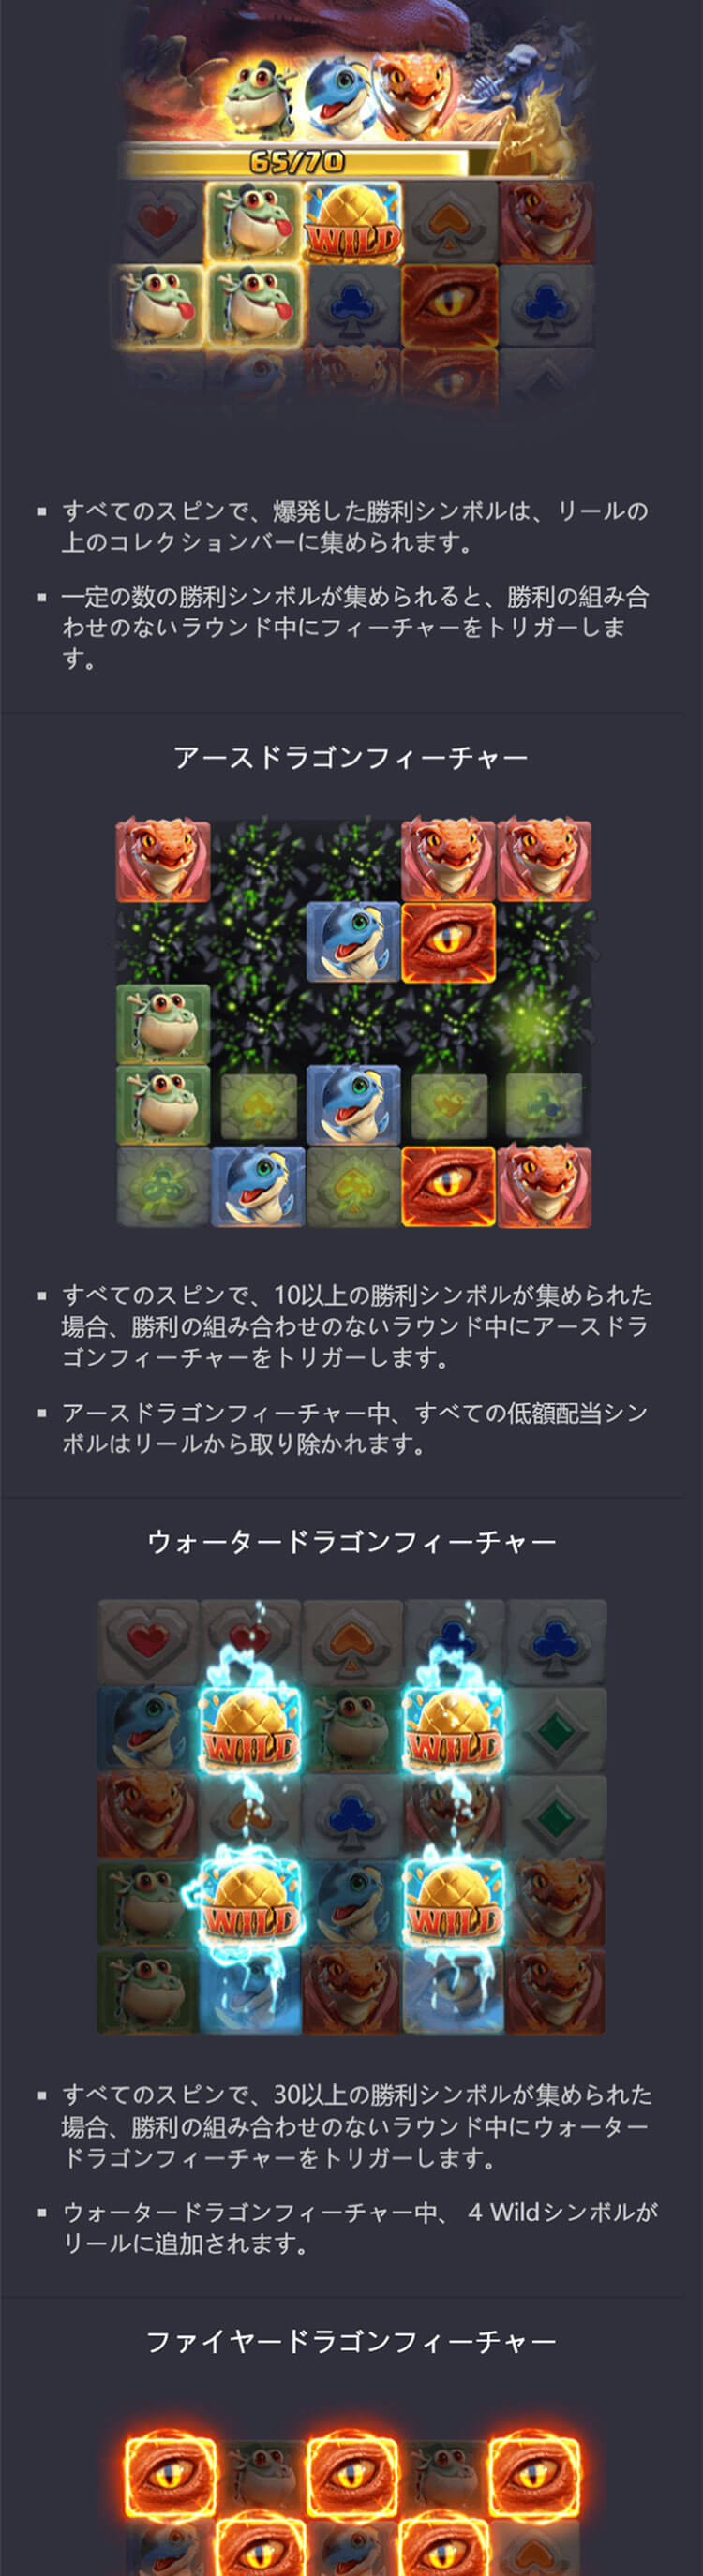 65/70
WILD
■ すべてのスピンで、爆発した勝利シンボルは、リールの
上のコレクションバーに集められます。
■ 一定の数の勝利シンボルが集められると、勝利の組み合
わせのないラウンド中にフィーチャーをトリガーしま
す。
アースドラゴンフィーチャー
■ すべてのスピンで、10以上の勝利シンボルが集められた
場合、勝利の組み合わせのないラウンド中にアースドラ
ゴンフィーチャーをトリガーします。
■ アースドラゴンフィーチャー中、すべての低額配当シン
ボルはリールから取り除かれます。
ウォータードラゴンフィーチャー
WILD WILD
WILD WILD
■ すべてのスピンで、30以上の勝利シンボルが集められた
場合、勝利の組み合わせのないラウンド中にウォーター
ドラゴンフィーチャーをトリガーします。
■ ウォータードラゴンフィーチャー中、 4 Wildシンボルが
リールに追加されます。
ファイヤードラゴンフィーチャー